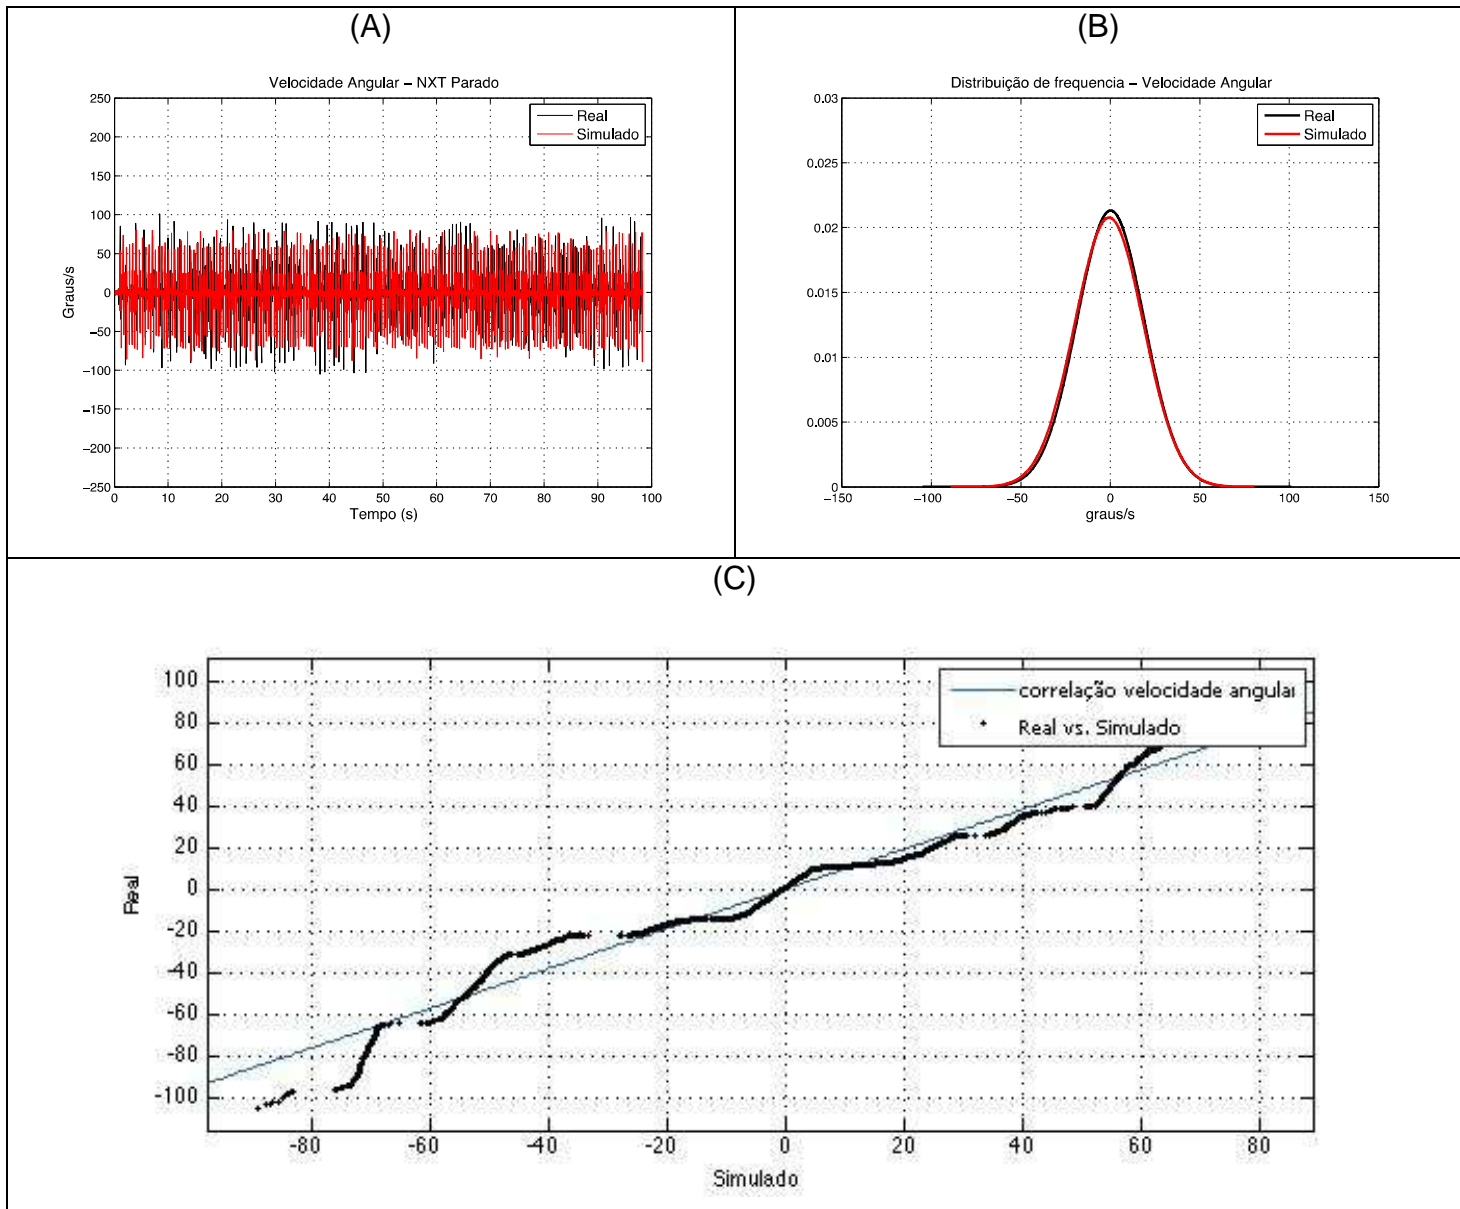 (A)
Velocidade Angular – NXT Parado
250
200
150
100
50
0
−50
−100
−150
−200
−250
Graus/s
Real
Simulado
0 10 20 30 40 50 60 70 80 90 100
Tempo (s)
(B)
Distribuição de frequencia – Velocidade Angular
0.03
0.025
0.02
0.015
0.01
0.005
0
Real
Simulado
−150 −100 −50 0 50 100 150
graus/s
(C)
100
80
60
40
20
0
-20
-40
-60
-80
-100
Real
correlação velocidade angular
Real vs. Simulado
-80 -60 -40 -20 0 20 40 60 80
Simulado